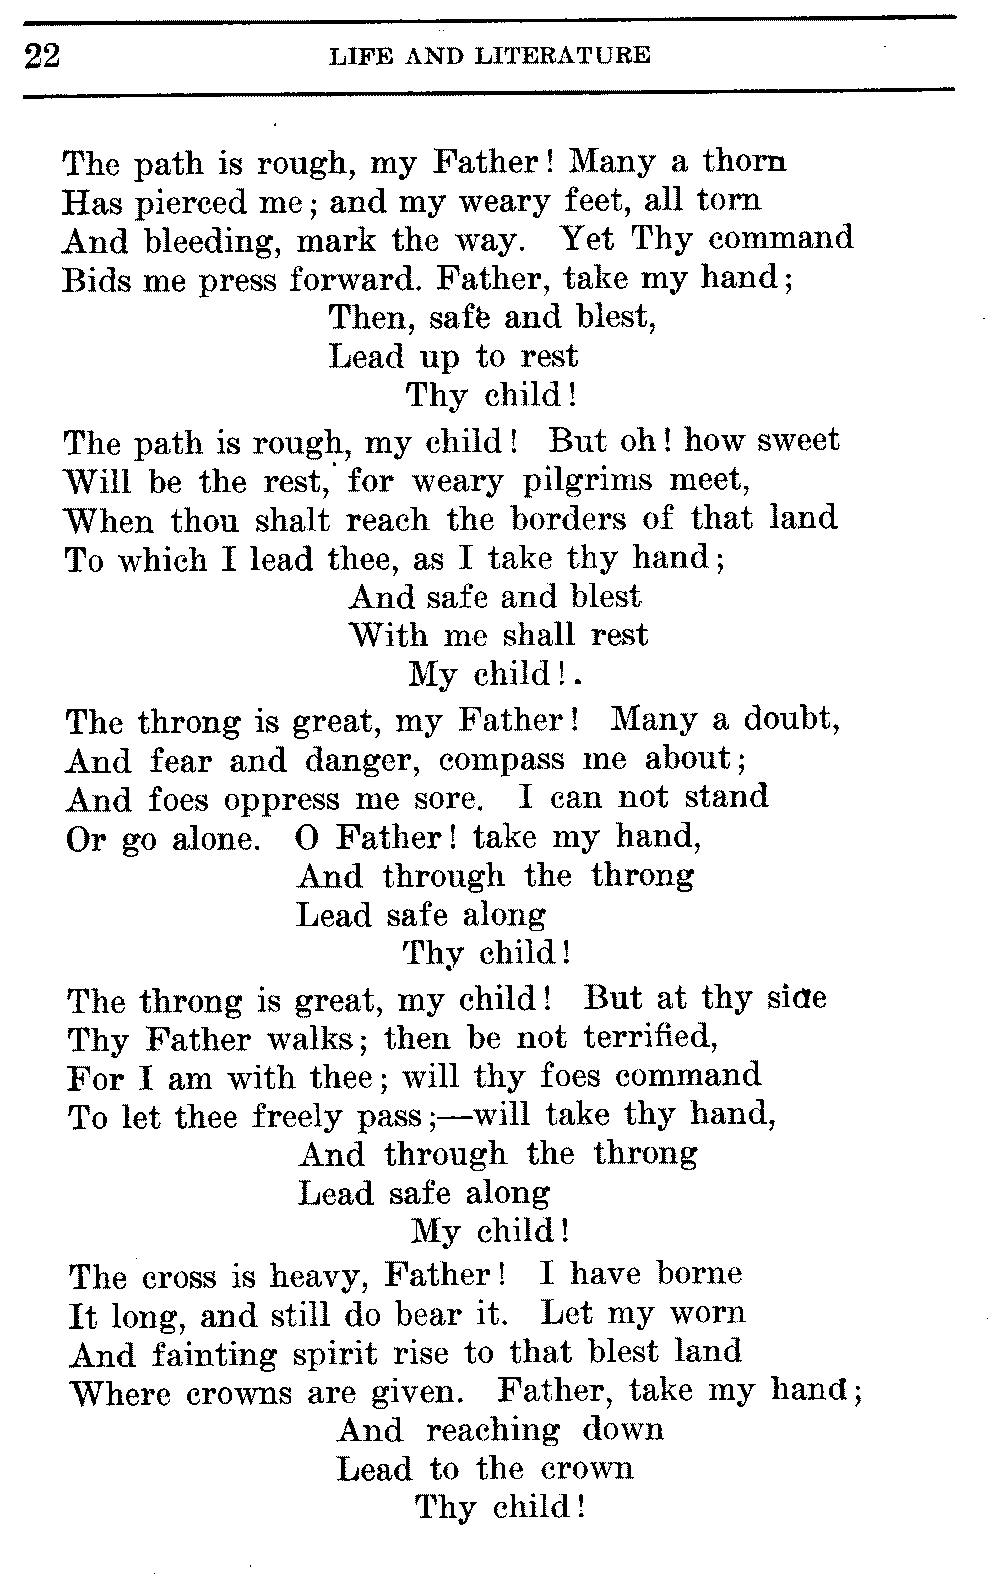 22 LIFE AND LITERATURE
The path is rough, my Father! Many a thorn
Has pierced me; and my weary feet, all torn
And bleeding, mark the way. Yet Thy command
Bids me press forward. Father, take my hand;
Then, safe and blest,
Lead up to rest
Thy child!
The path is rough, my child! But oh! how sweet
Will be the rest, for weary pilgrims meet,
When thou shalt reach the borders of that land
To which I lead thee, as I take thy hand;
And safe and blest
With me shall rest
My child!.
The throng is great, my Father! Many a doubt,
And fear and danger, compass me about;
And foes oppress me sore. I can not stand
Or go alone. O Father! take my hand,
And through the throng
Lead safe along
Thy child!
The throng is great, my child! But at thy side
Thy Father walks; then be not terrified,
For I am with thee; will thy foes command
To let thee freely pass;—will take thy hand,
And through the throng
Lead safe along
My child!
The cross is heavy, Father! I have borne
It long, and still do bear it. Let my worn
And fainting spirit rise to that blest land
Where crowns are given. Father, take my hand;
And reaching down
Lead to the crown
Thy child!